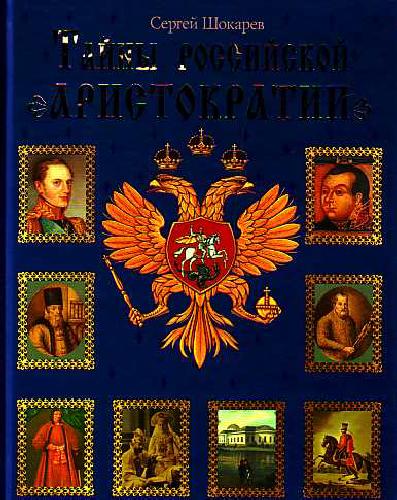 Сергей Шокарев
Тайны российской
аристократии